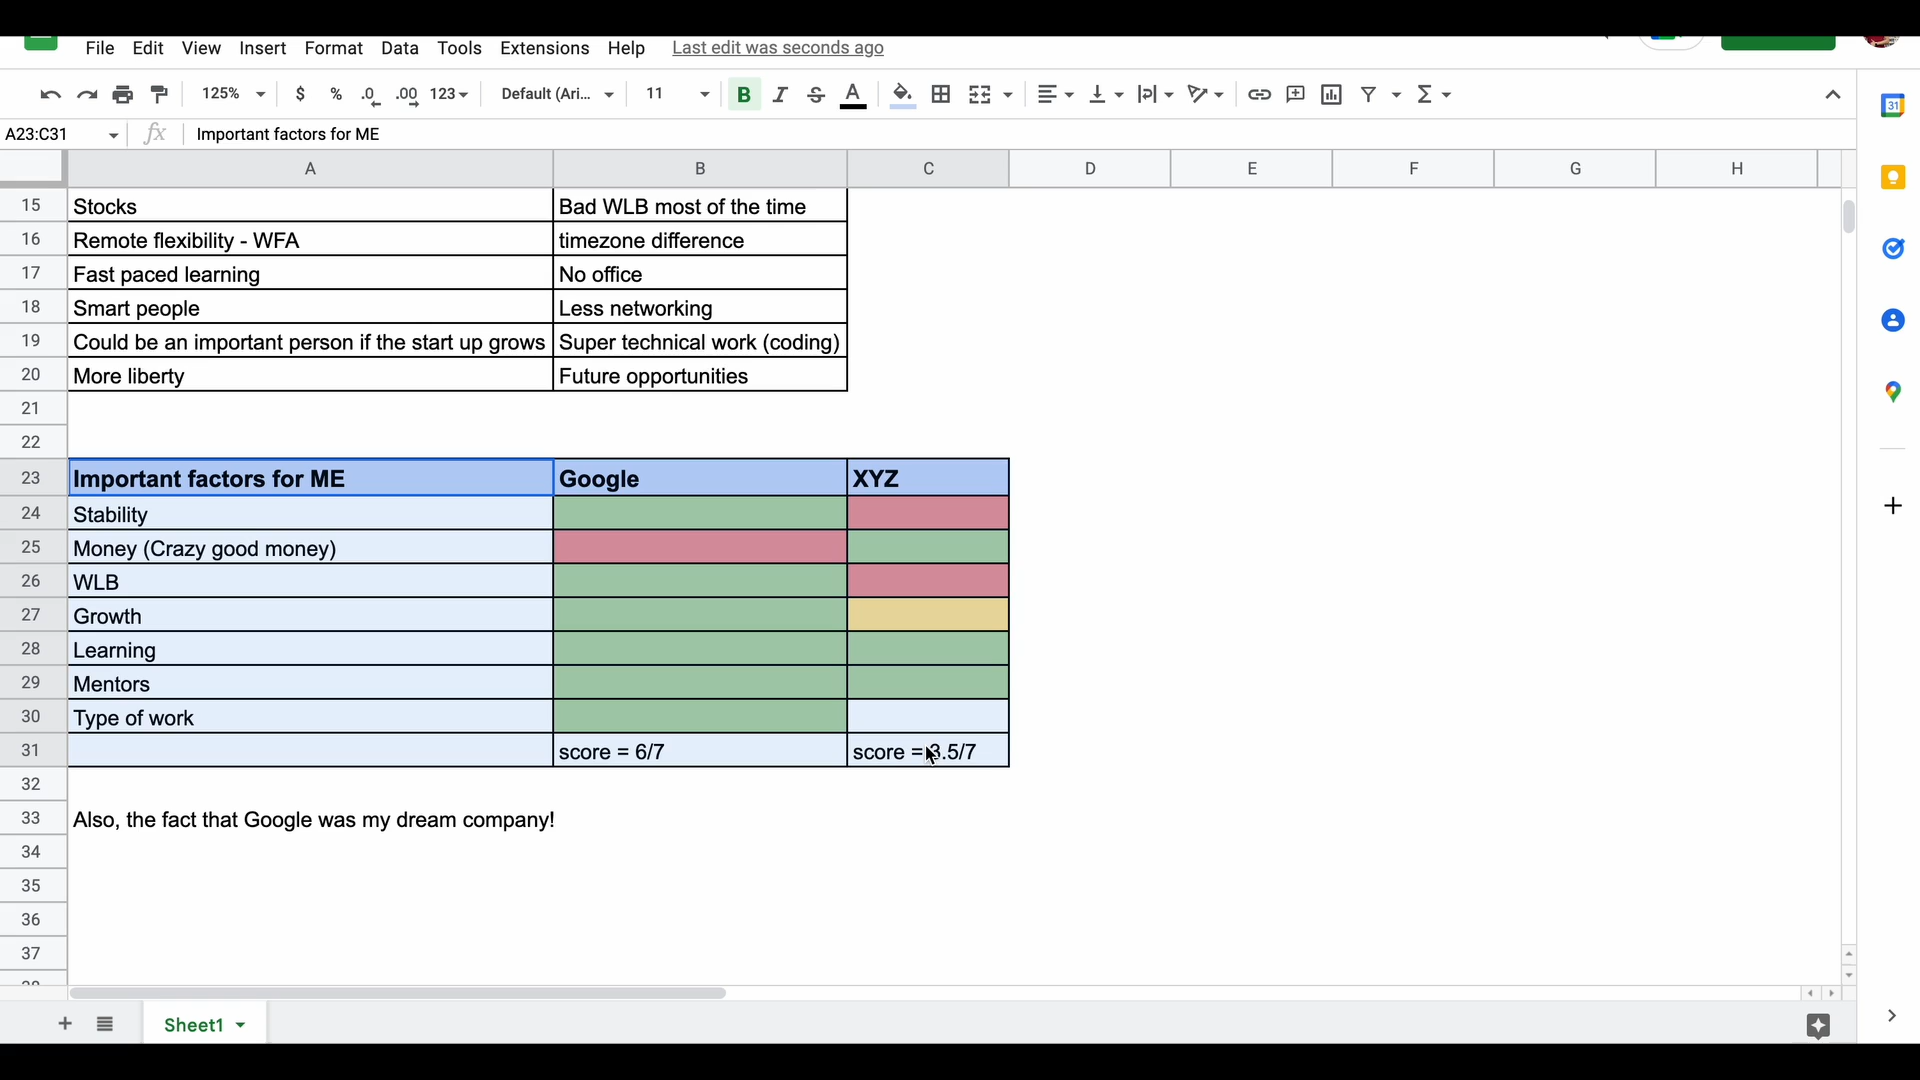 File Edit View Insert Format Data Tools Extensions Help Last edit was seconds ago
125% $ % .0 .00 123 Default (Ari... 11 B I S A
A23:C31 fx Important factors for ME
A B C D E F G H
15 Stocks Bad WLB most of the time
16 Remote flexibility - WFA timezone difference
17 Fast paced learning No office
18 Smart people Less networking
19 Could be an important person if the start up grows Super technical work (coding)
20 More liberty Future opportunities
21
22
23 Important factors for ME Google XYZ
24 Stability
25 Money (Crazy good money)
26 WLB
27 Growth
28 Learning
29 Mentors
30 Type of work
31 score = 6/7 score = 3.5/7
32
33 Also, the fact that Google was my dream company!
34
35
36
37
Sheet1
31